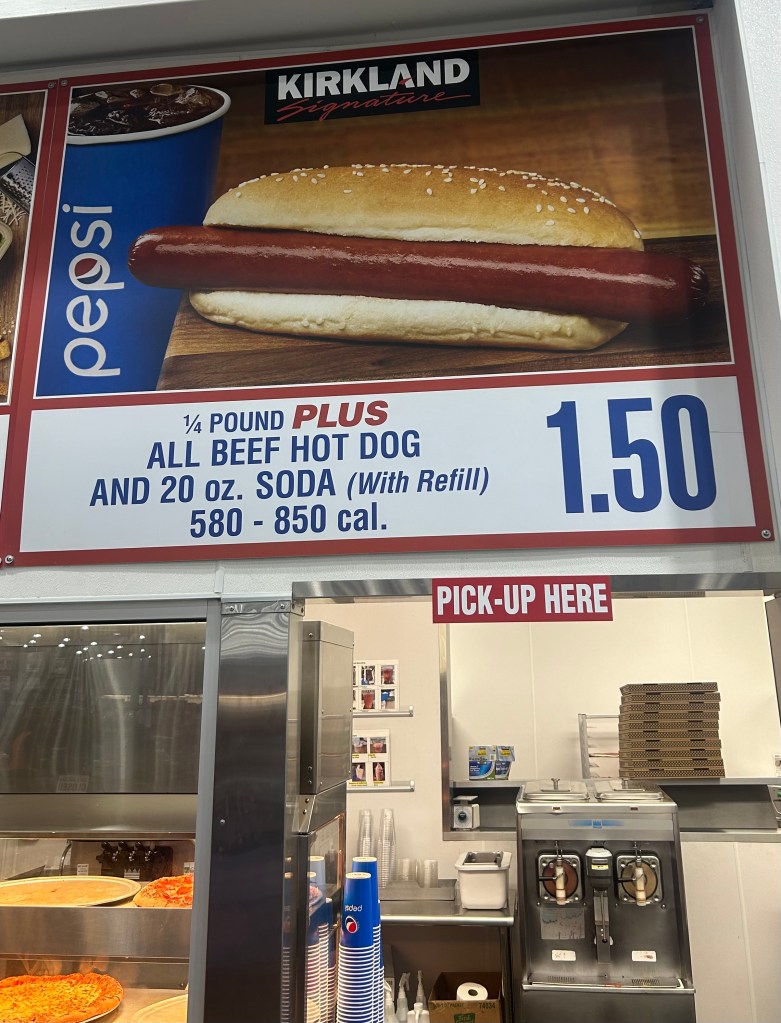 KIRKLAND
Signature
pepsi
¼ POUND PLUS
ALL BEEF HOT DOG
AND 20 oz. SODA (With Refill)
580 - 850 cal.
1.50
PICK-UP HERE
pepsi